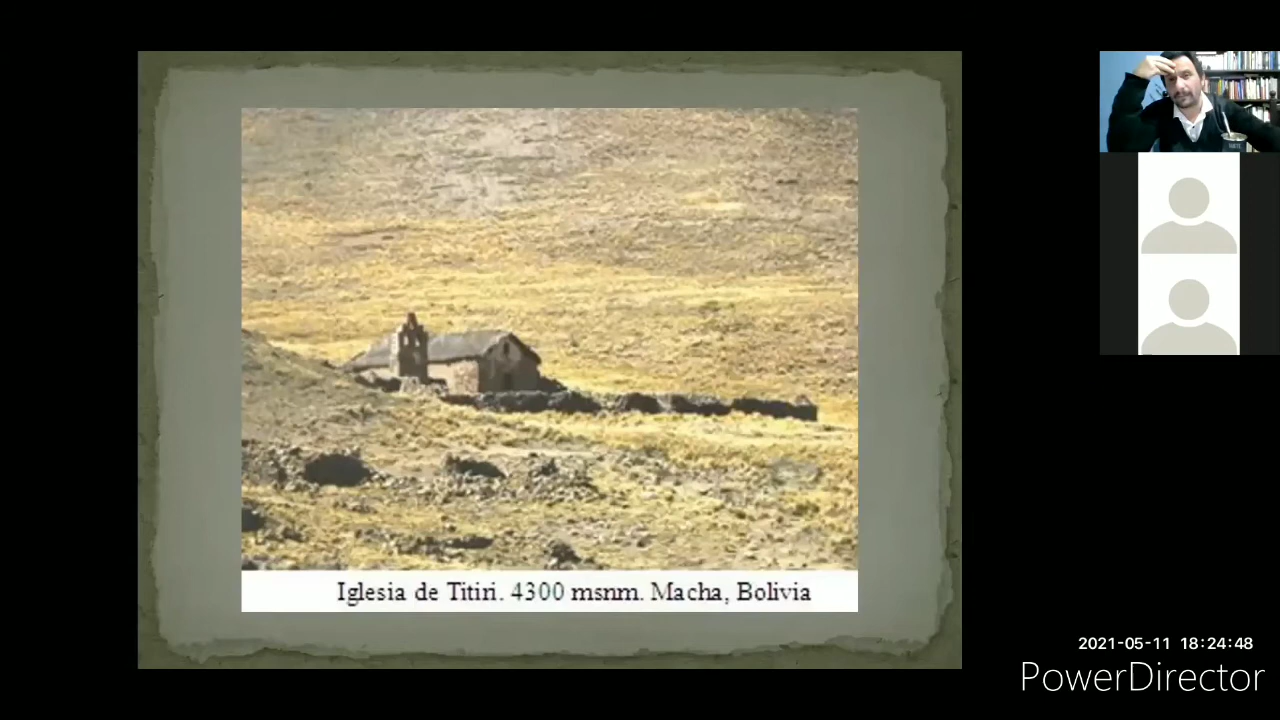 Iglesia de Titiri. 4300 msnm. Macha, Bolivia
2021-05-11 18:24:48
PowerDirector